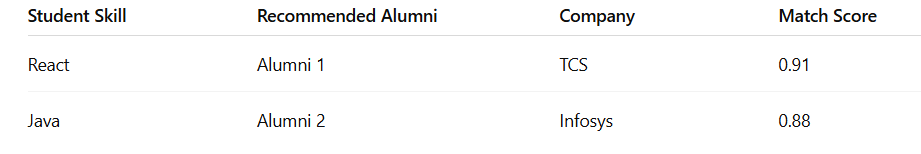 Student Skill Recommended Alumni Company Match Score
React Alumni 1 TCS 0.91
Java Alumni 2 Infosys 0.88